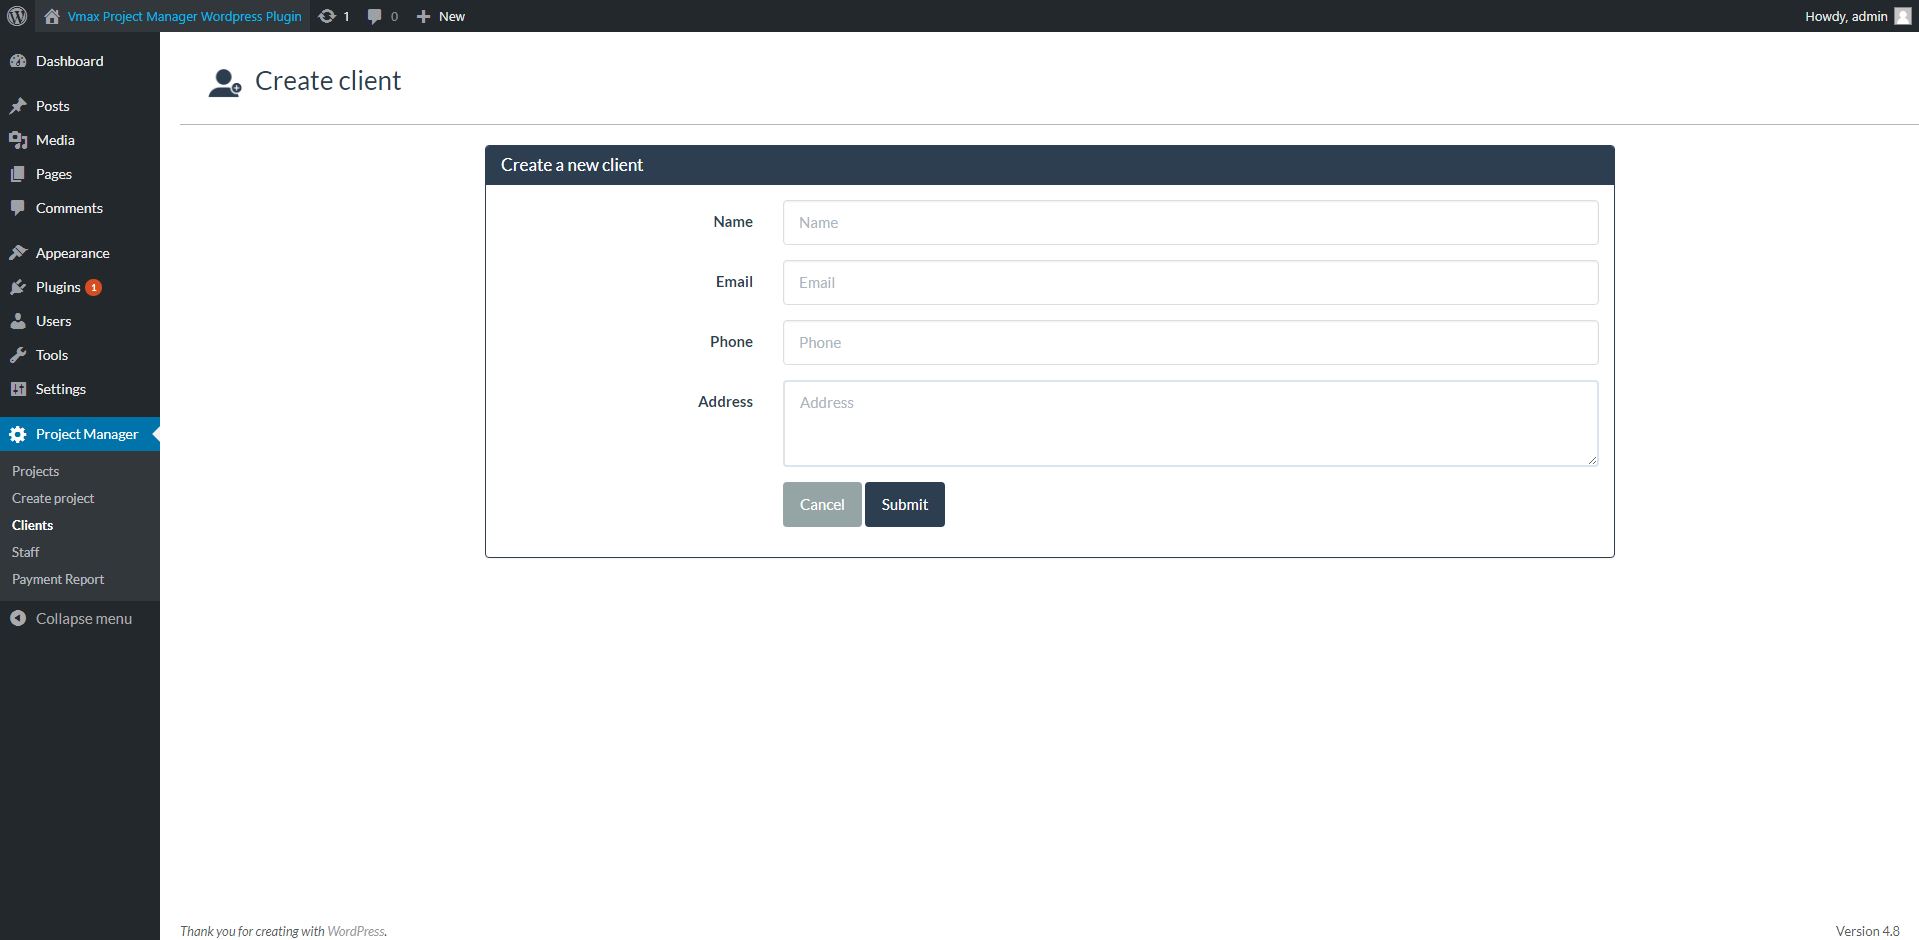 Vmax Project Manager Wordpress Plugin 1 0 New Howdy, admin
Dashboard
Posts
Media
Pages
Comments
Appearance
Plugins 1
Users
Tools
Settings
Project Manager
Projects
Create project
Clients
Staff
Payment Report
Collapse menu
Create client
Create a new client
Name Name
Email Email
Phone Phone
Address Address
Cancel Submit
Thank you for creating with WordPress. Version 4.8